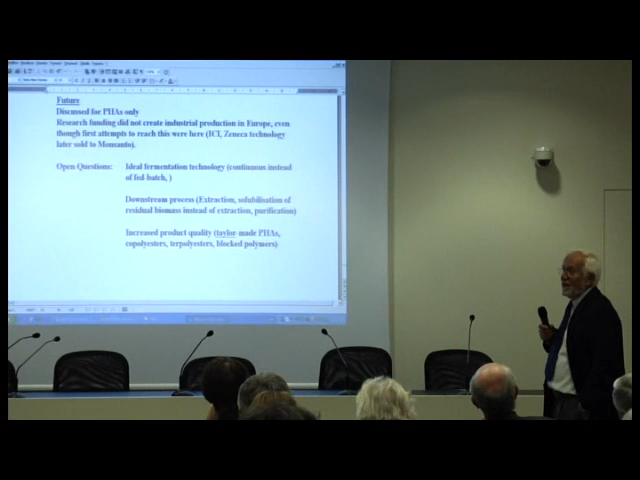 Future
Discussed for PHAs only
Research funding did not create industrial production in Europe, even
though first attempts to reach this were here (ICI, Zeneca technology
later sold to Monsanto).
Open Questions: Ideal fermentation technology (continuous instead
of fed-batch, )
Downstream process (Extraction, solubilisation of
residual biomass instead of extraction, purification)
Increased product quality (taylor-made PHAs,
copolyesters, terpolyesters, blocked polymers).